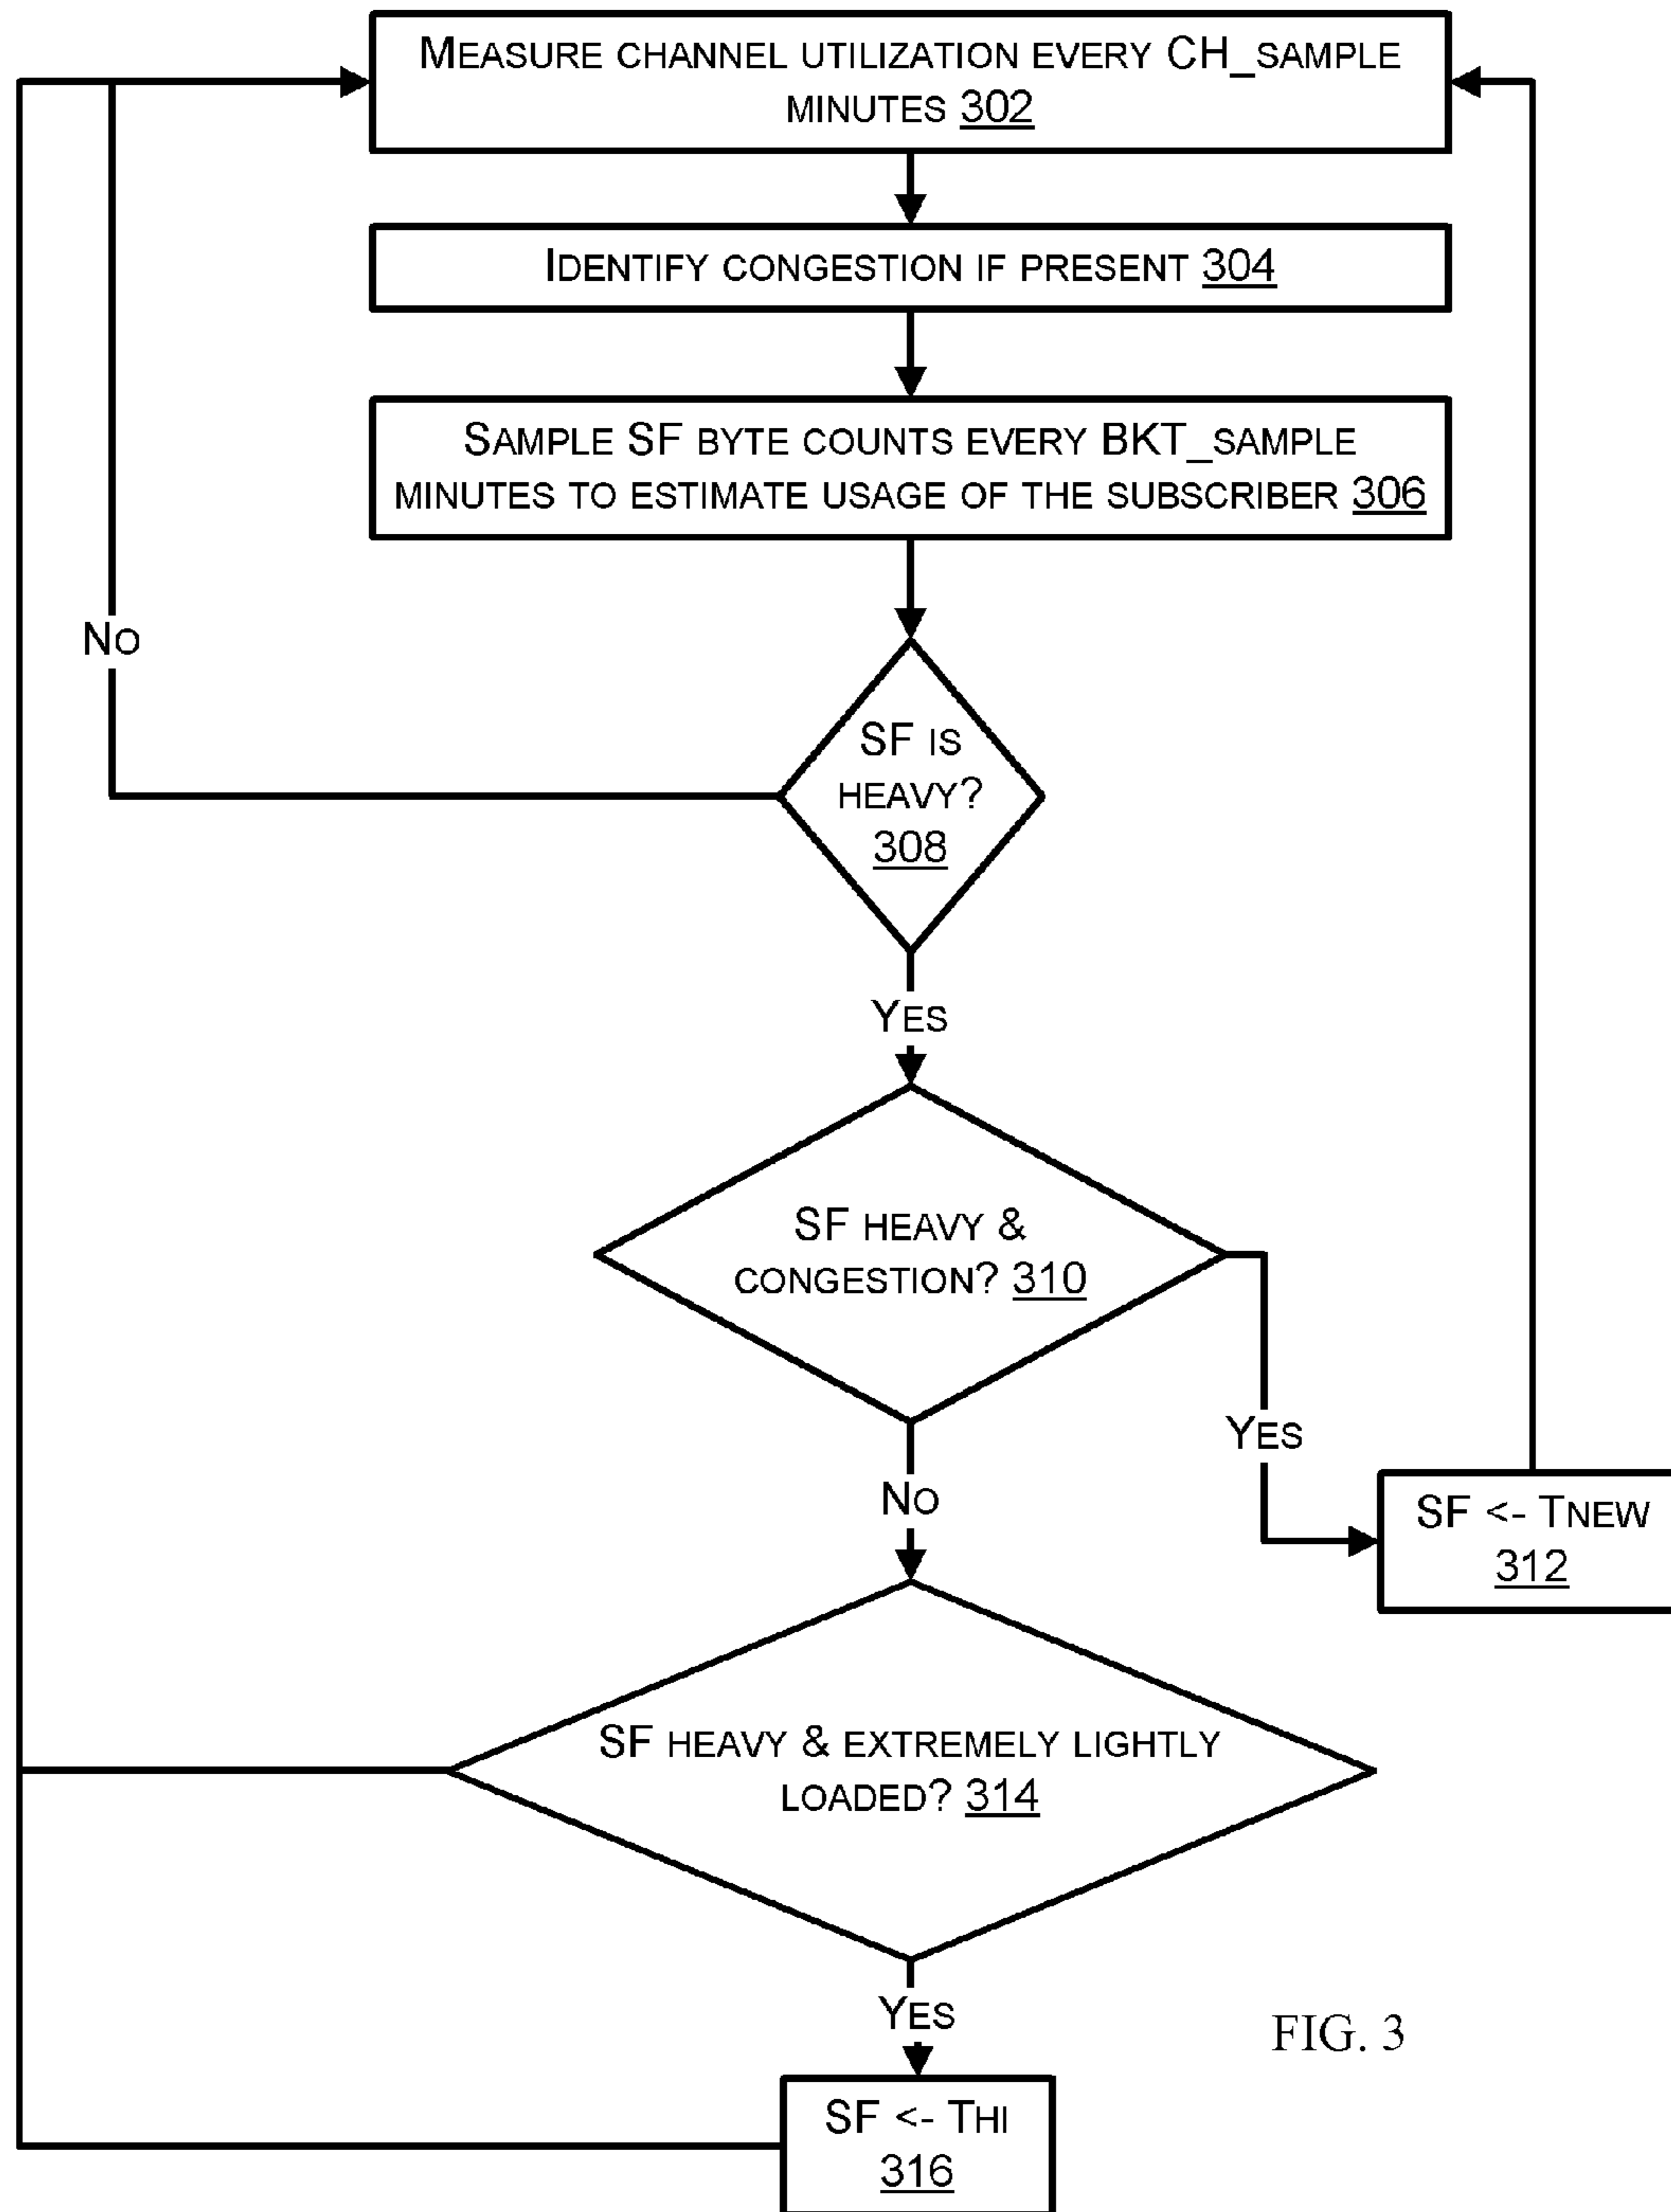 MEASURE CHANNEL UTILIZATION EVERY CH_SAMPLE
MINUTES 302
IDENTIFY CONGESTION IF PRESENT 304
SAMPLE SF BYTE COUNTS EVERY BKT_SAMPLE
MINUTES TO ESTIMATE USAGE OF THE SUBSCRIBER 306
NO
SF IS
HEAVY?
308
YES
SF HEAVY &
CONGESTION? 310
YES
NO
SF <- TNEW
312
SF HEAVY & EXTREMELY LIGHTLY
LOADED? 314
YES
FIG. 3
SF <- THI
316